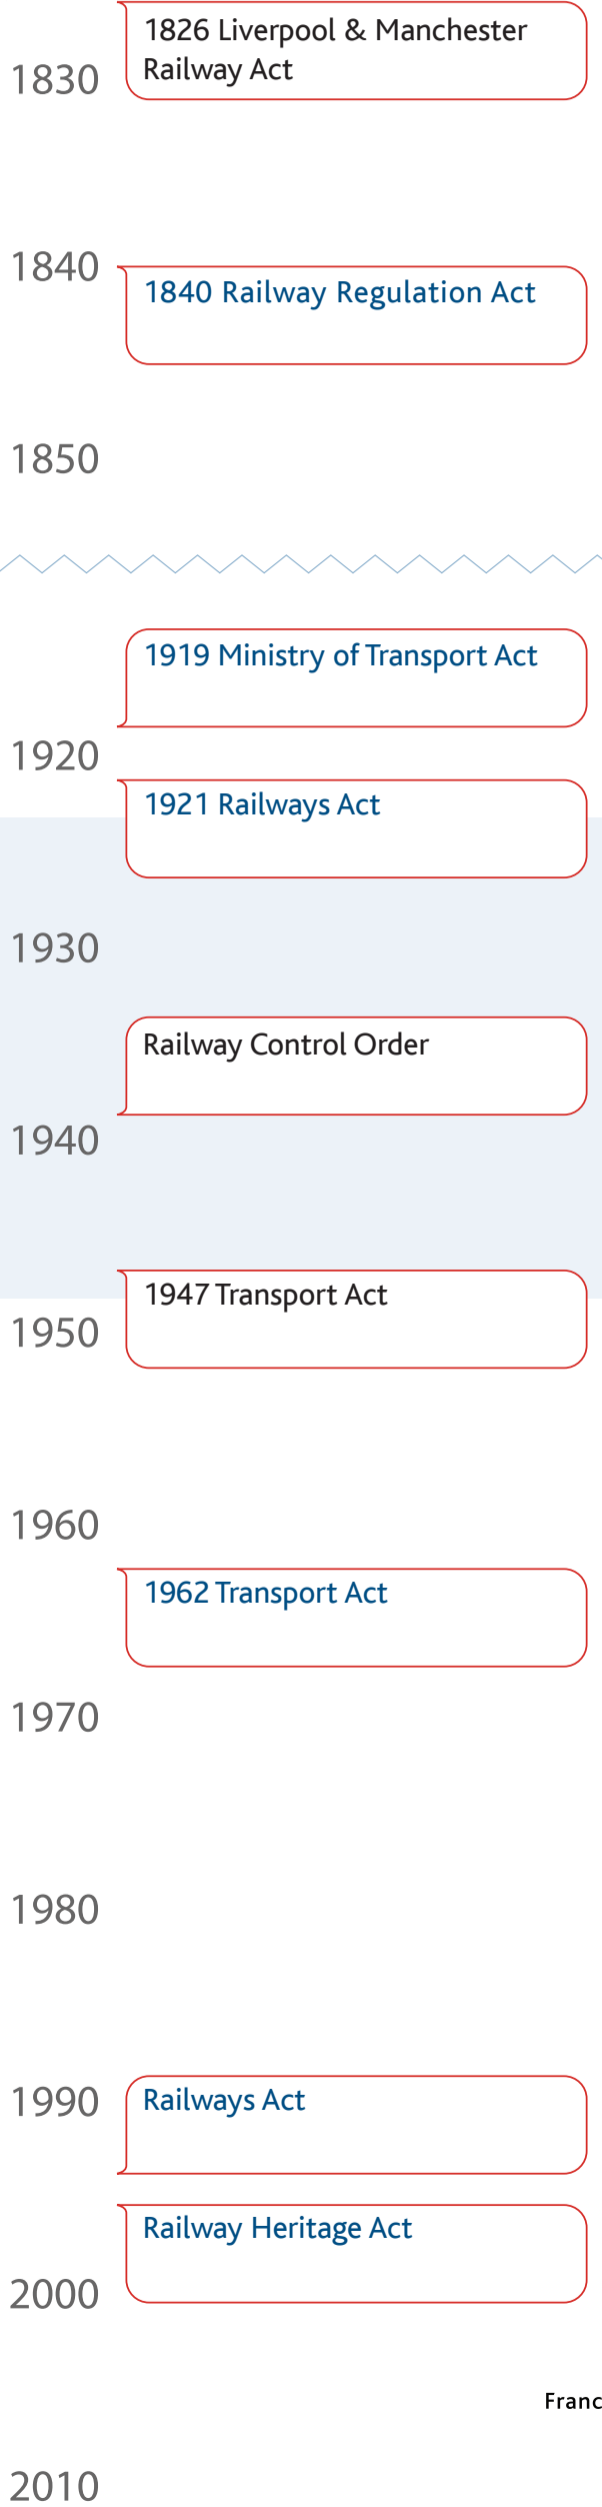 1826 Liverpool & Manchester
Railway Act
1830
1840
1840 Railway Regulation Act
1850
1919 Ministry of Transport Act
1920
1921 Railways Act
1930
Railway Control Order
1940
1947 Transport Act
1950
1960
1962 Transport Act
1970
1980
1990
Railways Act
Railway Heritage Act
2000
Franc
2010